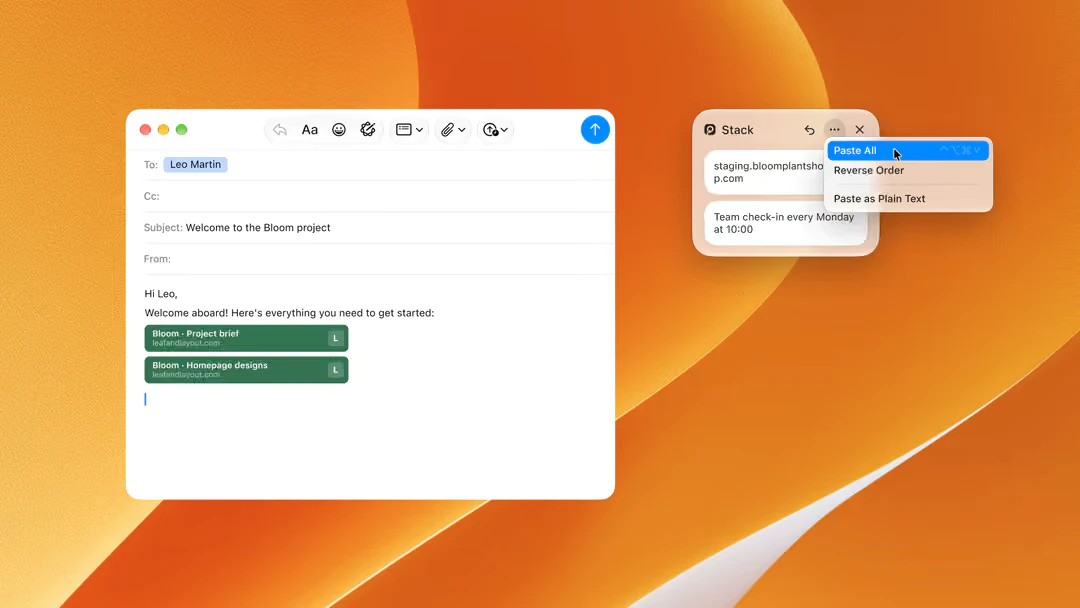 Aa
To: Leo Martin
Cc:
Subject: Welcome to the Bloom project
From:
Hi Leo,
Welcome aboard! Here's everything you need to get started:
Bloom · Project brief
leafandlayout.com
L
Bloom · Homepage designs
leafandlayout.com
L
Stack
staging.bloomplantsho
p.com
Team check-in every Monday
at 10:00
Paste All ⌃⌥⌘V
Reverse Order
Paste as Plain Text